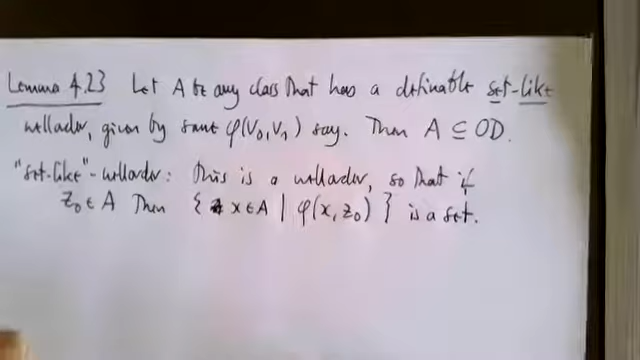 Lemma 4.23 Let A be any class that has a definable set-like
wellorder, given by some φ(v₀,v₁) say. Then A ⊆ OD.
"set-like"-wellorder: this is a wellorder, so that if
z₀ ∈ A then { x ∈ A | φ(x, z₀) } is a set.